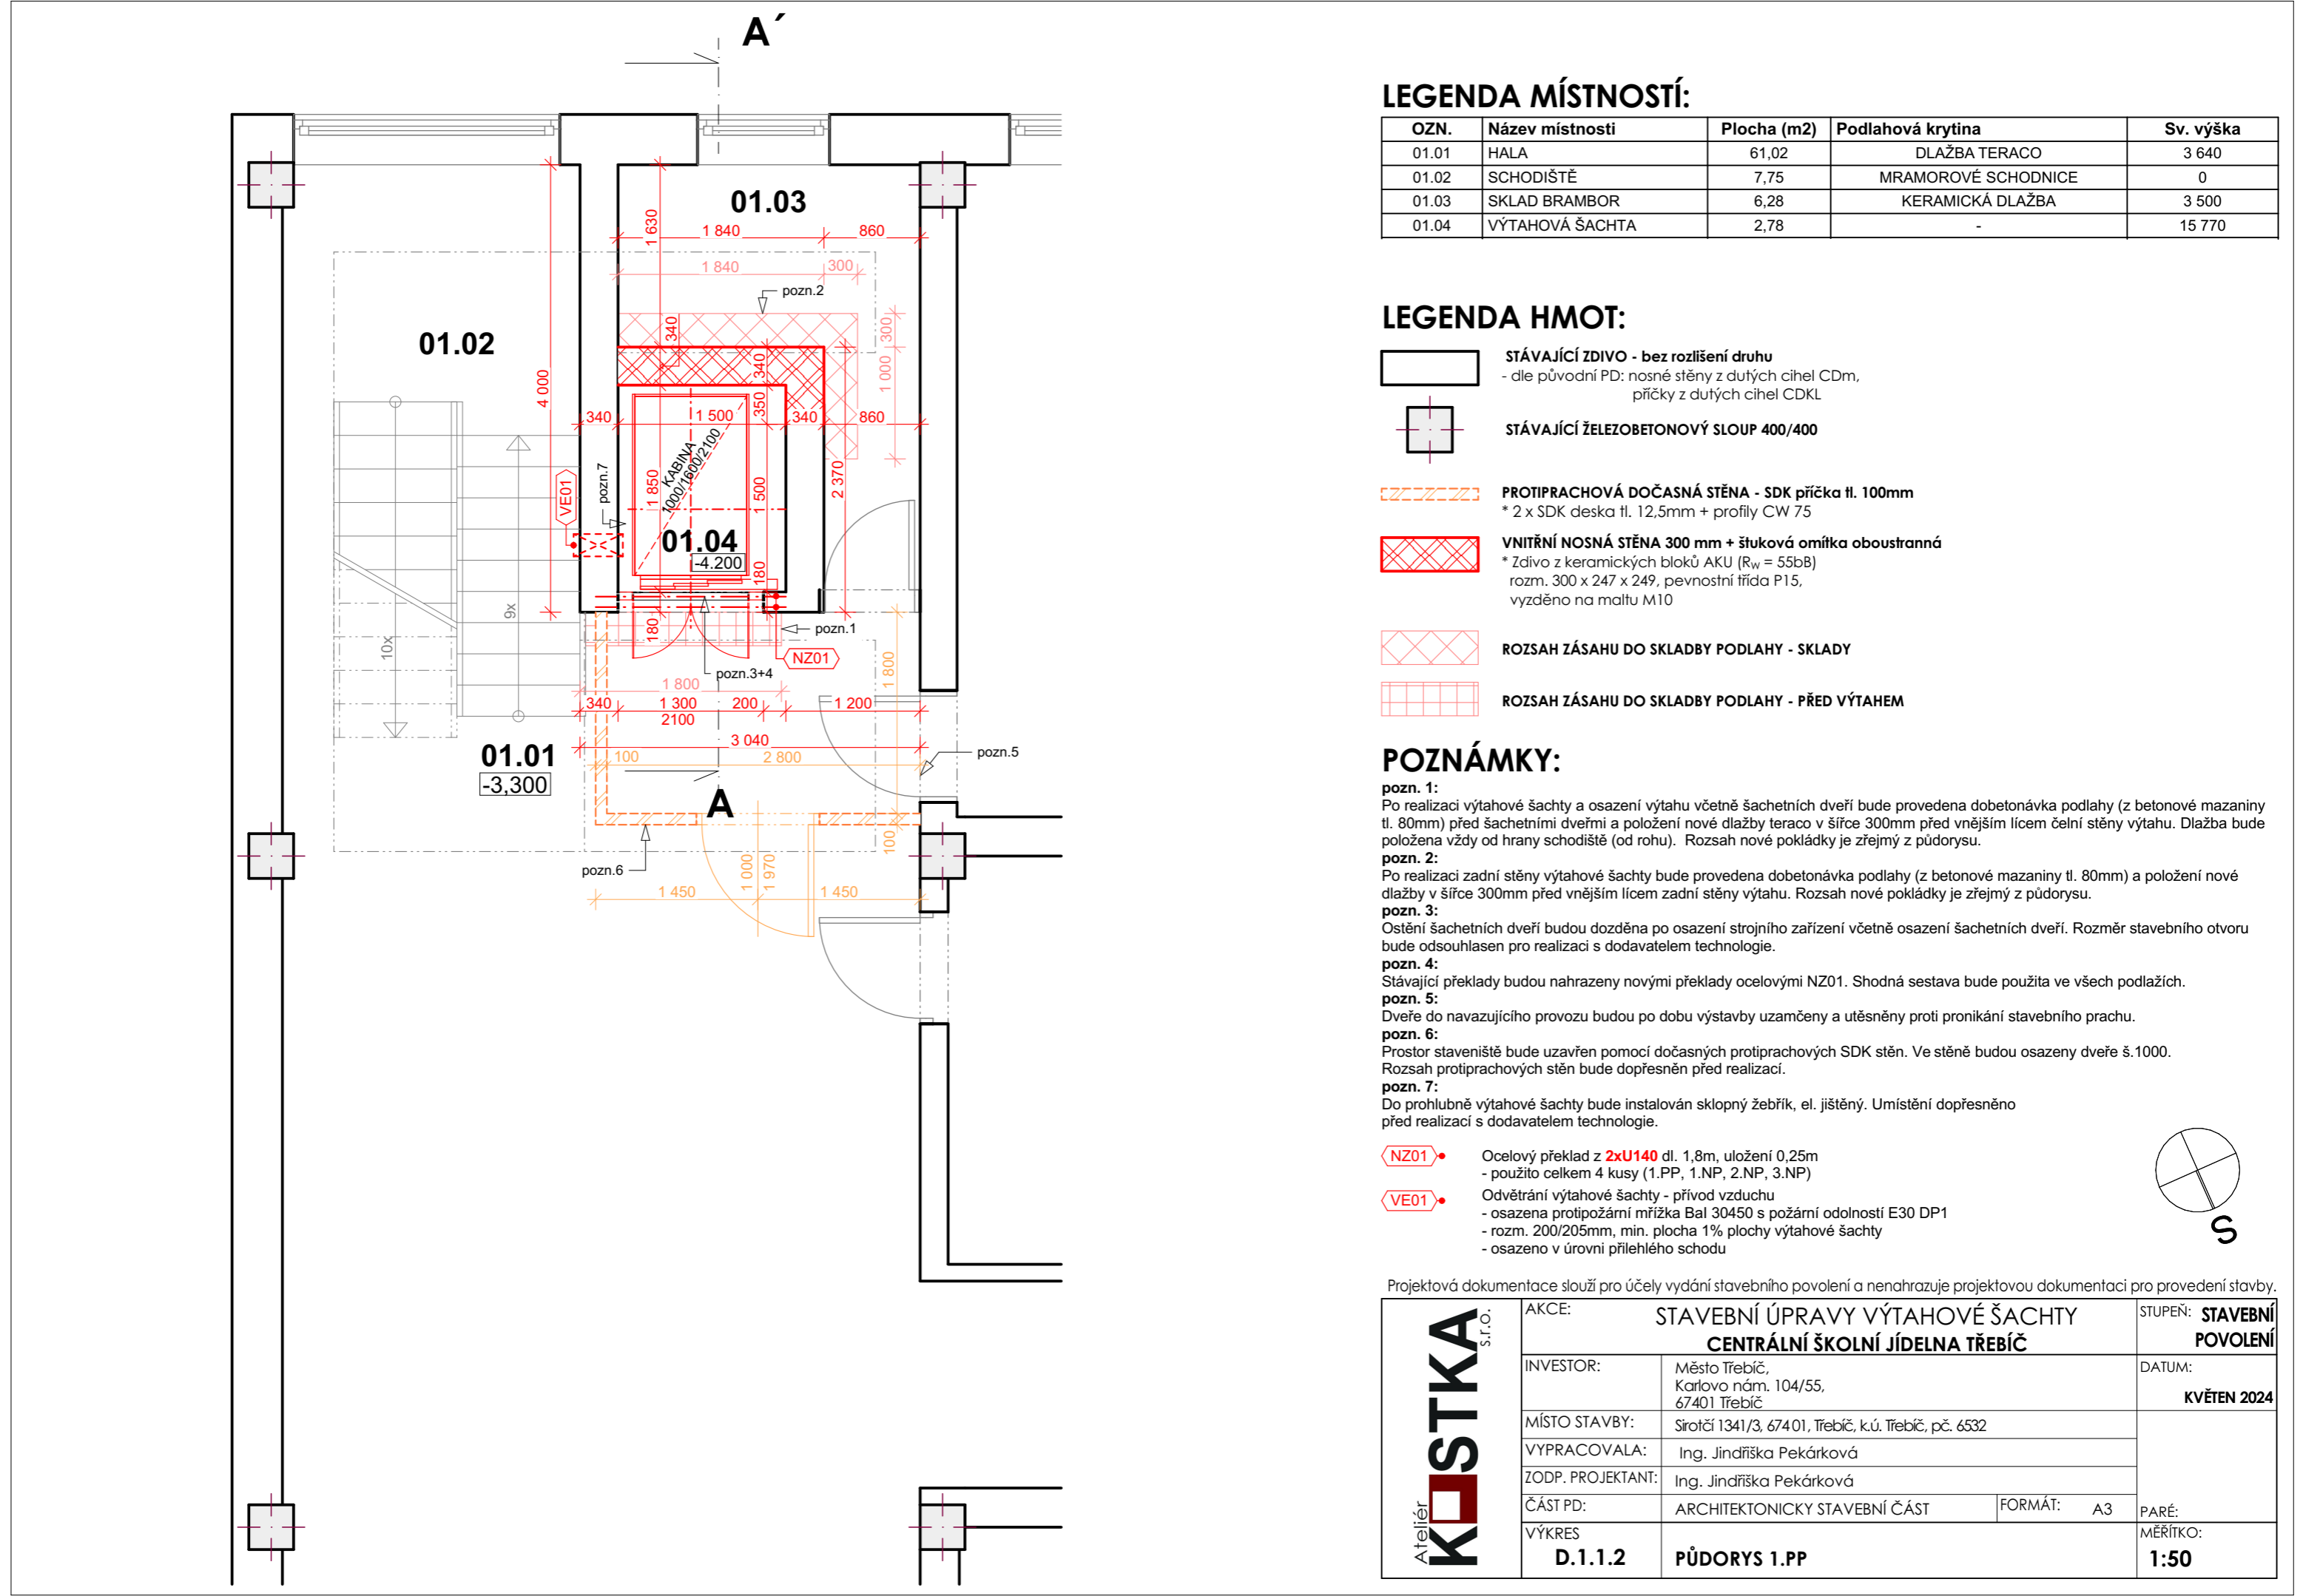 A´
01.03
1 630
1 840
860
1 840
300
pozn.2
01.02
340
300
340
1 000
4 000
350
340
1 500
340
860
KABINA
1000/1600/2100
pozn.7
VE01
1 850
1 500
2 370
01.04
-4.200
180
9x
10x
180
pozn.1
NZ01
pozn.3+4
1 800
1 800
340
1 300
200
1 200
2100
3 040
01.01
-3,300
100
2 800
pozn.5
A
100
pozn.6
1 000
1 970
1 450
1 450
LEGENDA MÍSTNOSTÍ:
OZN. Název místnosti Plocha (m2) Podlahová krytina Sv. výška
01.01 HALA 61,02 DLAŽBA TERACO 3 640
01.02 SCHODIŠTĚ 7,75 MRAMOROVÉ SCHODNICE 0
01.03 SKLAD BRAMBOR 6,28 KERAMICKÁ DLAŽBA 3 500
01.04 VÝTAHOVÁ ŠACHTA 2,78 - 15 770
LEGENDA HMOT:
STÁVAJÍCÍ ZDIVO - bez rozlišení druhu
- dle původní PD: nosné stěny z dutých cihel CDm,
příčky z dutých cihel CDKL
STÁVAJÍCÍ ŽELEZOBETONOVÝ SLOUP 400/400
PROTIPRACHOVÁ DOČASNÁ STĚNA - SDK příčka tl. 100mm
* 2 x SDK deska tl. 12,5mm + profily CW 75
VNITŘNÍ NOSNÁ STĚNA 300 mm + štuková omítka oboustranná
* Zdivo z keramických bloků AKU (RW = 55bB)
rozm. 300 x 247 x 249, pevnostní třída P15,
vyzděno na maltu M10
ROZSAH ZÁSAHU DO SKLADBY PODLAHY - SKLADY
ROZSAH ZÁSAHU DO SKLADBY PODLAHY - PŘED VÝTAHEM
POZNÁMKY:
pozn. 1:
Po realizaci výtahové šachty a osazení výtahu včetně šachetních dveří bude provedena dobetonávka podlahy (z betonové mazaniny
tl. 80mm) před šachetními dveřmi a položení nové dlažby teraco v šířce 300mm před vnějším lícem čelní stěny výtahu. Dlažba bude
položena vždy od hrany schodiště (od rohu). Rozsah nové pokládky je zřejmý z půdorysu.
pozn. 2:
Po realizaci zadní stěny výtahové šachty bude provedena dobetonávka podlahy (z betonové mazaniny tl. 80mm) a položení nové
dlažby v šířce 300mm před vnějším lícem zadní stěny výtahu. Rozsah nové pokládky je zřejmý z půdorysu.
pozn. 3:
Ostění šachetních dveří budou dozděna po osazení strojního zařízení včetně osazení šachetních dveří. Rozměr stavebního otvoru
bude odsouhlasen pro realizaci s dodavatelem technologie.
pozn. 4:
Stávající překlady budou nahrazeny novými překlady ocelovými NZ01. Shodná sestava bude použita ve všech podlažích.
pozn. 5:
Dveře do navazujícího provozu budou po dobu výstavby uzamčeny a utěsněny proti pronikání stavebního prachu.
pozn. 6:
Prostor staveniště bude uzavřen pomocí dočasných protiprachových SDK stěn. Ve stěně budou osazeny dveře š.1000.
Rozsah protiprachových stěn bude dopřesněn před realizací.
pozn. 7:
Do prohlubně výtahové šachty bude instalován sklopný žebřík, el. jištěný. Umístění dopřesněno
před realizací s dodavatelem technologie.
NZ01 Ocelový překlad z 2xU140 dl. 1,8m, uložení 0,25m
- použito celkem 4 kusy (1.PP, 1.NP, 2.NP, 3.NP)
VE01 Odvětrání výtahové šachty - přívod vzduchu
- osazena protipožární mřížka Bal 30450 s požární odolností E30 DP1
- rozm. 200/205mm, min. plocha 1% plochy výtahové šachty
- osazeno v úrovni přilehlého schodu
S
Projektová dokumentace slouží pro účely vydání stavebního povolení a nenahrazuje projektovou dokumentaci pro provedení stavby.
Ateliér KOSTKA s.r.o.
AKCE: STAVEBNÍ ÚPRAVY VÝTAHOVÉ ŠACHTY
CENTRÁLNÍ ŠKOLNÍ JÍDELNA TŘEBÍČ
STUPEŇ: STAVEBNÍ
POVOLENÍ
INVESTOR: Město Třebíč,
Karlovo nám. 104/55,
67401 Třebíč
DATUM:
KVĚTEN 2024
MÍSTO STAVBY: Sirotčí 1341/3, 67401, Třebíč, k.ú. Třebíč, pč. 6532
VYPRACOVALA: Ing. Jindřiška Pekárková
ZODP. PROJEKTANT: Ing. Jindřiška Pekárková
ČÁST PD: ARCHITEKTONICKY STAVEBNÍ ČÁST FORMÁT: A3 PARÉ:
VÝKRES
D.1.1.2 PŮDORYS 1.PP
MĚŘÍTKO:
1:50